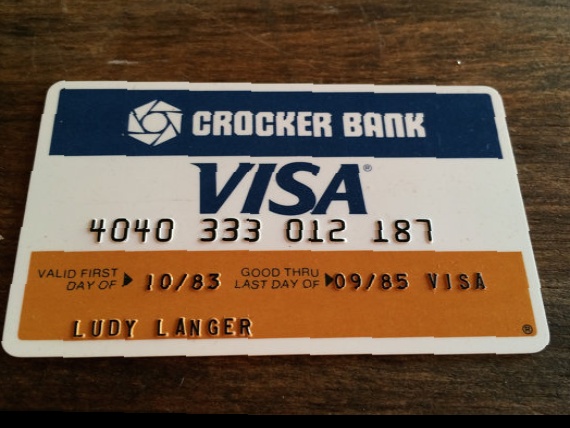 CROCKER BANK
VISA®
4040 333 012 187
VALID FIRST DAY OF ▶ 10/83 GOOD THRU LAST DAY OF ▶ 09/85 VISA
LUDY LANGER ®